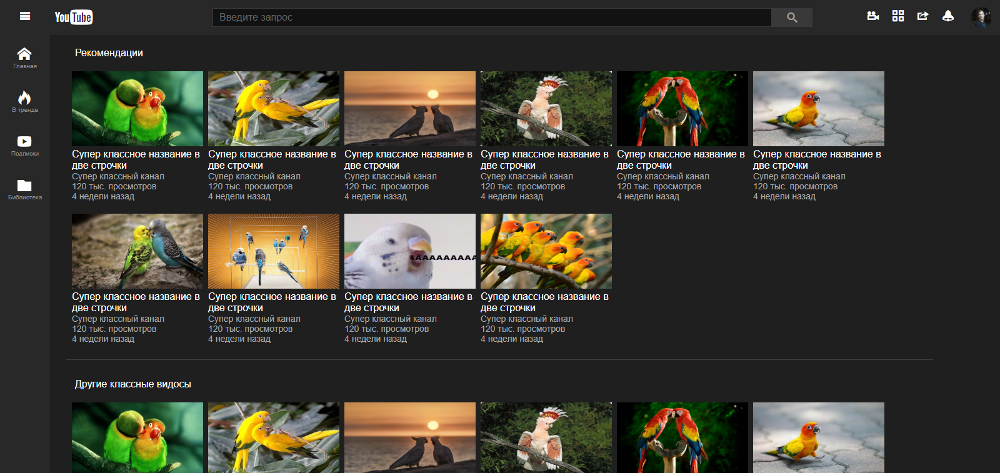 YouTube
Введите запрос
Главная
В тренде
Подписки
Библиотека
Рекомендации
Супер классное название в
две строчки
Супер классный канал
120 тыс. просмотров
4 недели назад
Супер классное название в
две строчки
Супер классный канал
120 тыс. просмотров
4 недели назад
Супер классное название в
две строчки
Супер классный канал
120 тыс. просмотров
4 недели назад
Супер классное название в
две строчки
Супер классный канал
120 тыс. просмотров
4 недели назад
Супер классное название в
две строчки
Супер классный канал
120 тыс. просмотров
4 недели назад
Супер классное название в
две строчки
Супер классный канал
120 тыс. просмотров
4 недели назад
Супер классное название в
две строчки
Супер классный канал
120 тыс. просмотров
4 недели назад
Супер классное название в
две строчки
Супер классный канал
120 тыс. просмотров
4 недели назад
AAAAAAAAAA
Супер классное название в
две строчки
Супер классный канал
120 тыс. просмотров
4 недели назад
Супер классное название в
две строчки
Супер классный канал
120 тыс. просмотров
4 недели назад
Другие классные видосы